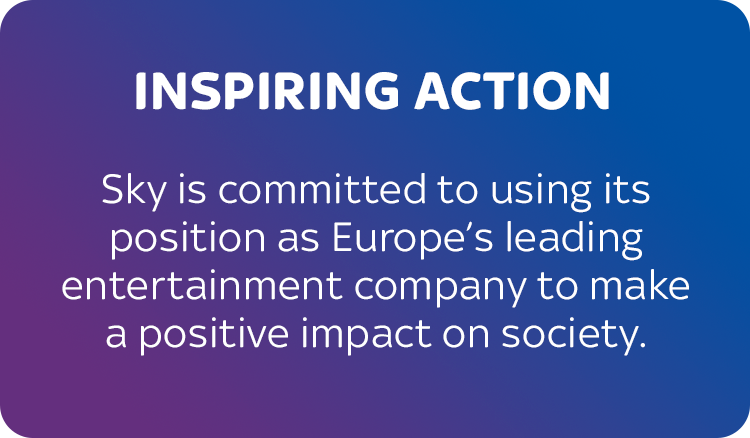 INSPIRING ACTION
Sky is committed to using its
position as Europe’s leading
entertainment company to make
a positive impact on society.